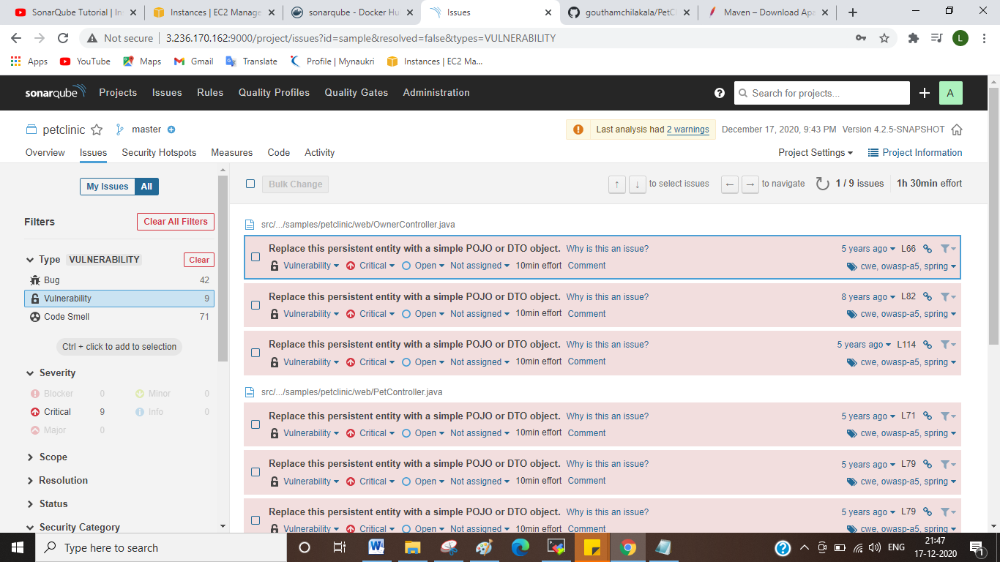 SonarQube Tutorial | In
Instances | EC2 Manage
sonarqube - Docker Hu
Issues
gouthamchilakala/PetC
Maven – Download Apa
Not secure
3.236.170.162:9000/project/issues?id=sample&resolved=false&types=VULNERABILITY
L
Apps
YouTube
Maps
Gmail
Translate
Profile | Mynaukri
Instances | EC2 Ma...
sonarqube
Projects
Issues
Rules
Quality Profiles
Quality Gates
Administration
Search for projects...
A
petclinic
master
Last analysis had 2 warnings
December 17, 2020, 9:43 PM
Version 4.2.5-SNAPSHOT
Overview
Issues
Security Hotspots
Measures
Code
Activity
Project Settings
Project Information
My Issues
All
Filters
Clear All Filters
Type
VULNERABILITY
Clear
Bug
42
Vulnerability
9
Code Smell
71
Ctrl + click to add to selection
Severity
Blocker
0
Minor
0
Critical
9
Info
0
Major
0
Scope
Resolution
Status
Security Category
Bulk Change
to select issues
to navigate
1 / 9 issues
1h 30min effort
src/.../samples/petclinic/web/OwnerController.java
Replace this persistent entity with a simple POJO or DTO object. Why is this an issue?
5 years ago
L66
Vulnerability
Critical
Open
Not assigned
10min effort
Comment
cwe, owasp-a5, spring
Replace this persistent entity with a simple POJO or DTO object. Why is this an issue?
8 years ago
L82
Vulnerability
Critical
Open
Not assigned
10min effort
Comment
cwe, owasp-a5, spring
Replace this persistent entity with a simple POJO or DTO object. Why is this an issue?
5 years ago
L114
Vulnerability
Critical
Open
Not assigned
10min effort
Comment
cwe, owasp-a5, spring
src/.../samples/petclinic/web/PetController.java
Replace this persistent entity with a simple POJO or DTO object. Why is this an issue?
5 years ago
L71
Vulnerability
Critical
Open
Not assigned
10min effort
Comment
cwe, owasp-a5, spring
Replace this persistent entity with a simple POJO or DTO object. Why is this an issue?
5 years ago
L79
Vulnerability
Critical
Open
Not assigned
10min effort
Comment
cwe, owasp-a5, spring
Replace this persistent entity with a simple POJO or DTO object. Why is this an issue?
5 years ago
L79
Vulnerability
Critical
Open
Not assigned
10min effort
Comment
cwe, owasp-a5, spring
Type here to search
ENG
21:47
17-12-2020
1